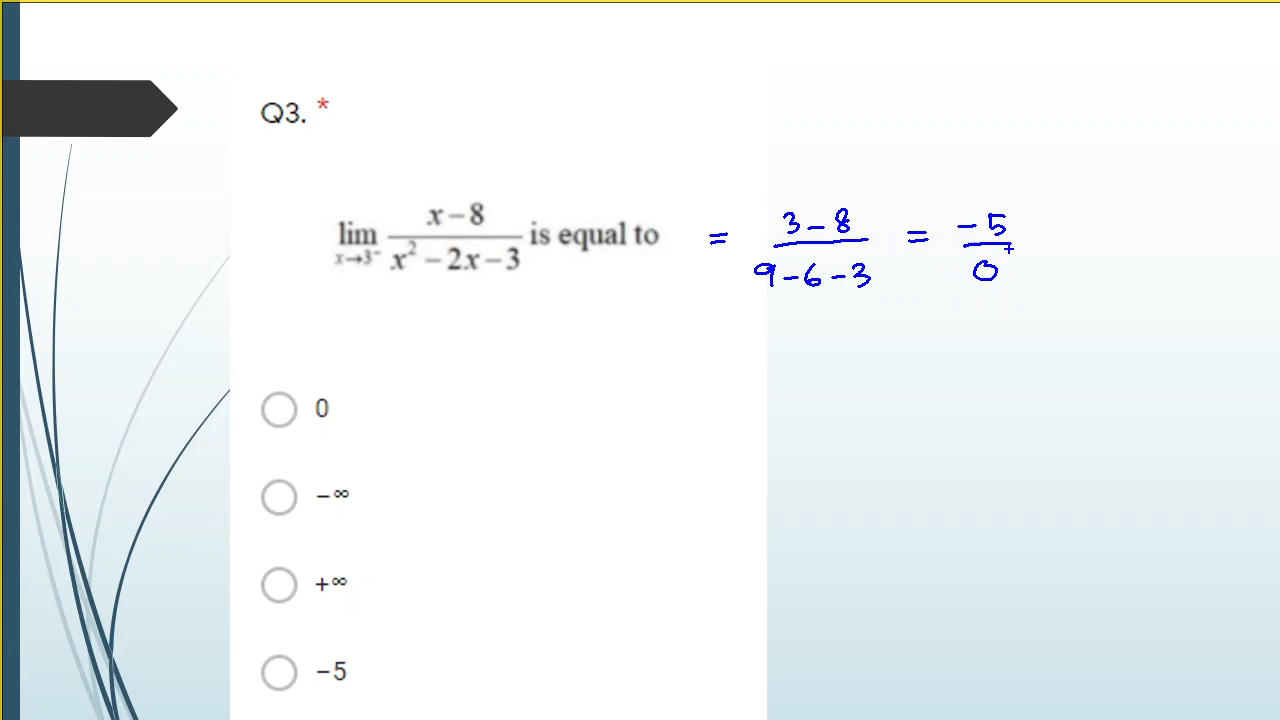 Q3. *
lim x→3⁻ (x−8)/(x²−2x−3) is equal to = (3−8)/(9−6−3) = −5/0
0
−∞
+∞
−5